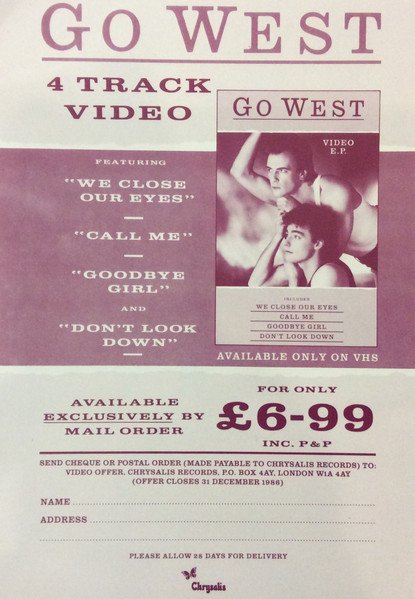 GO WEST
4 TRACK
VIDEO
FEATURING
"WE CLOSE
OUR EYES"
"CALL ME"
"GOODBYE
GIRL"
AND
"DON'T LOOK
DOWN"
GO WEST
VIDEO
E.P.
INCLUDES
WE CLOSE OUR EYES
CALL ME
GOODBYE GIRL
DON'T LOOK DOWN
AVAILABLE ONLY ON VHS
AVAILABLE
EXCLUSIVELY BY
MAIL ORDER
FOR ONLY
£6-99
INC. P&P
SEND CHEQUE OR POSTAL ORDER (MADE PAYABLE TO CHRYSALIS RECORDS) TO:
VIDEO OFFER, CHRYSALIS RECORDS, P.O. BOX 4AY, LONDON W1A 4AY
(OFFER CLOSES 31 DECEMBER 1986)
NAME
ADDRESS
PLEASE ALLOW 28 DAYS FOR DELIVERY
Chrysalis